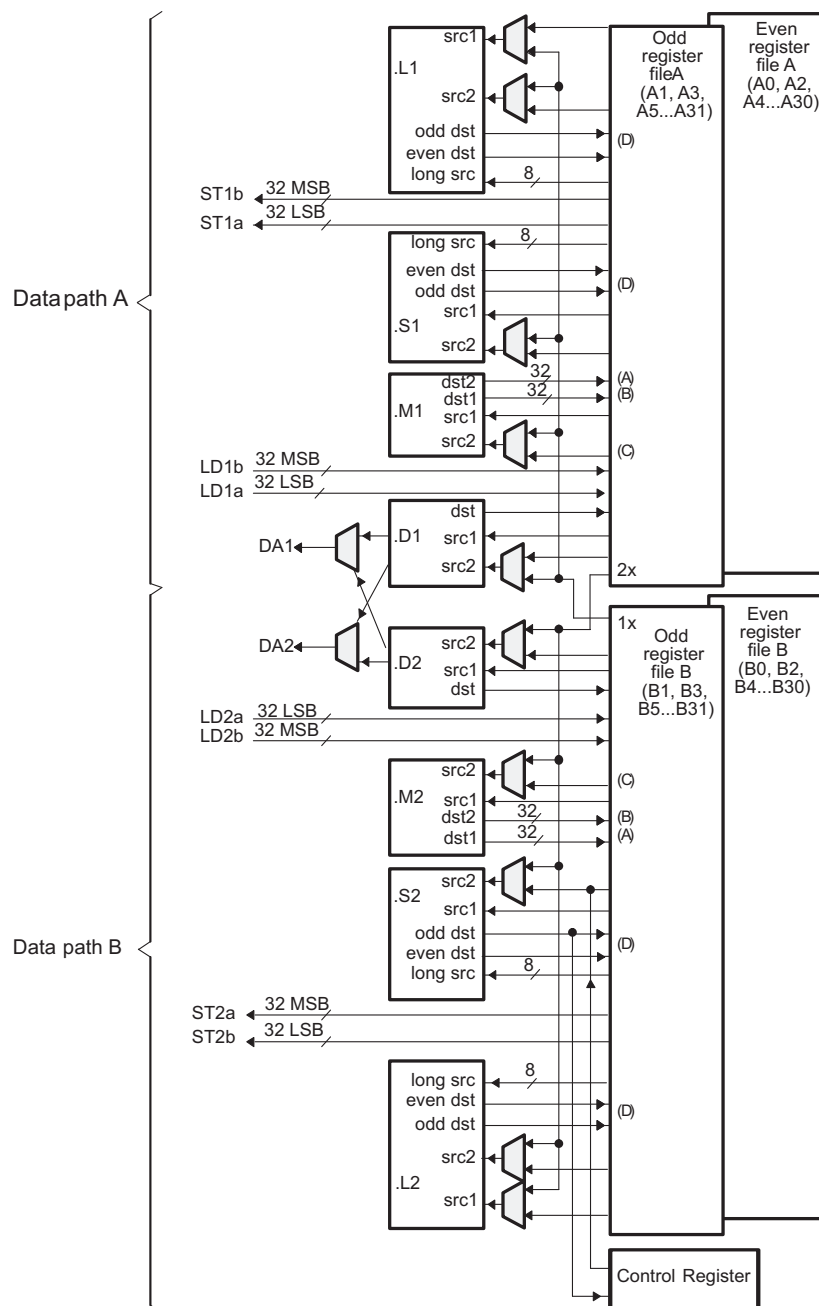 src1
.L1
src2
odd dst
even dst
long src
8
(D)
Odd
register
fileA
(A1, A3,
A5...A31)
Even
register
file A
(A0, A2,
A4...A30)
ST1b
32 MSB
ST1a
32 LSB
long src
8
even dst
odd dst
(D)
src1
.S1
src2
Datapath A
dst2
32
(A)
dst1
32
(B)
.M1
src1
src2
(C)
LD1b
32 MSB
LD1a
32 LSB
dst
.D1
src1
src2
DA1
2x
1x
DA2
src2
.D2
src1
dst
Odd
register
file B
(B1, B3,
B5...B31)
Even
register
file B
(B0, B2,
B4...B30)
LD2a
32 LSB
LD2b
32 MSB
src2
(C)
.M2
src1
dst2
32
(B)
dst1
32
(A)
src2
.S2
src1
odd dst
(D)
even dst
long src
8
Data path B
ST2a
32 MSB
ST2b
32 LSB
long src
8
even dst
(D)
odd dst
src2
.L2
src1
Control Register